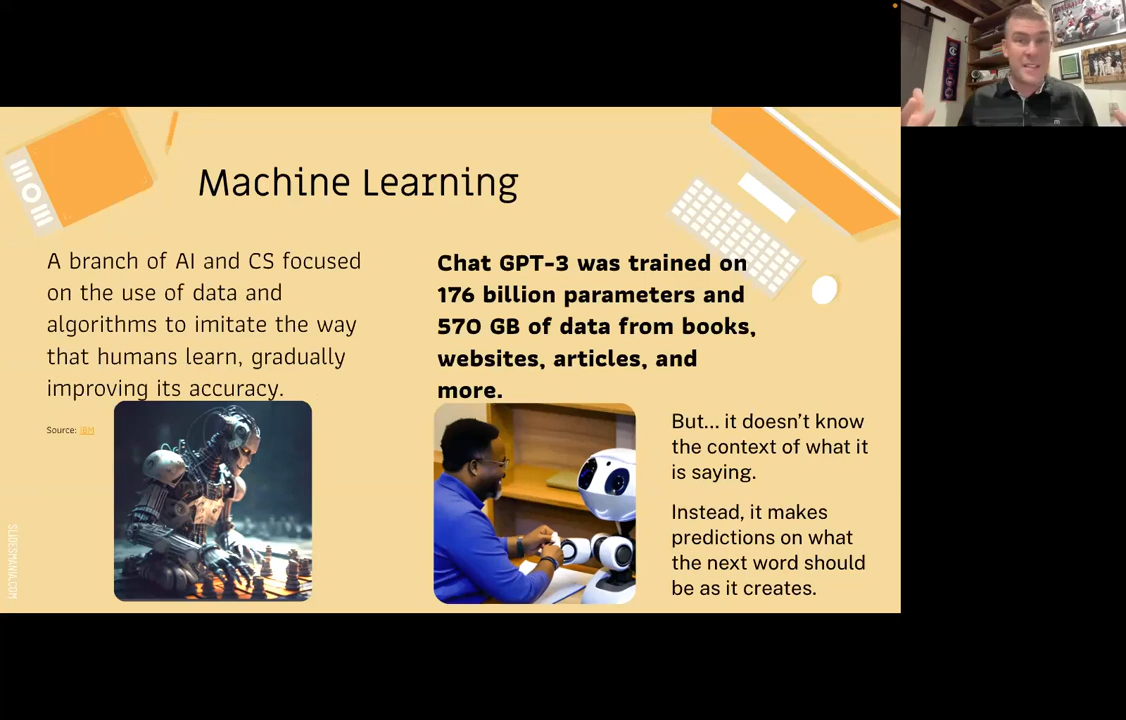 Machine Learning
A branch of AI and CS focused
on the use of data and
algorithms to imitate the way
that humans learn, gradually
improving its accuracy.
Source: IBM
Chat GPT-3 was trained on
176 billion parameters and
570 GB of data from books,
websites, articles, and
more.
But... it doesn't know
the context of what it
is saying.
Instead, it makes
predictions on what
the next word should
be as it creates.
SLIDESMANIA.COM